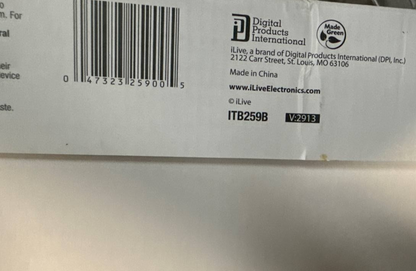 m. For
ral
eir
evice
ste.
0 47323 25900 5
Digital
Products
International
Made
Green
iLive, a brand of Digital Products International (DPI, Inc.)
2122 Carr Street, St. Louis, MO 63106
Made in China
www.iLiveElectronics.com
© iLive
ITB259B V:2913